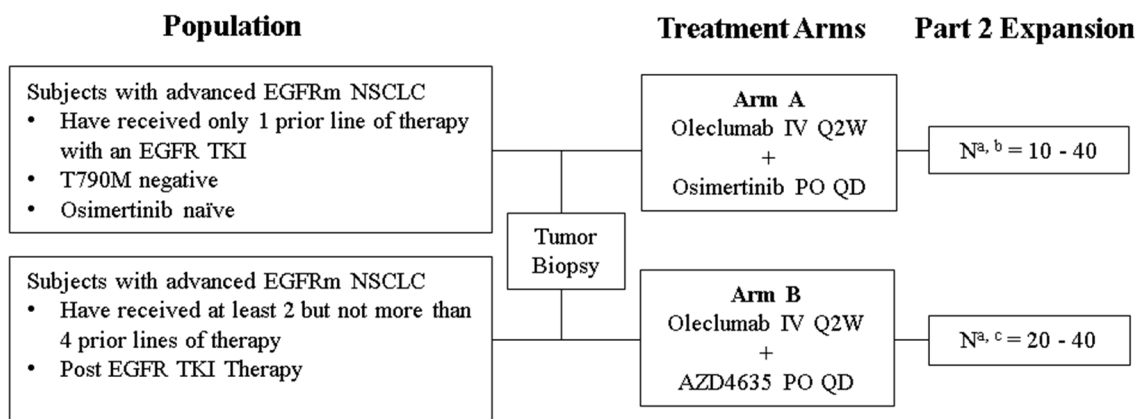 Population
Treatment Arms
Part 2 Expansion
Subjects with advanced EGFRm NSCLC
• Have received only 1 prior line of therapy
with an EGFR TKI
• T790M negative
• Osimertinib naïve
Arm A
Oleclumab IV Q2W
+
Osimertinib PO QD
Nᵃ, ᵇ = 10 - 40
Tumor
Biopsy
Subjects with advanced EGFRm NSCLC
• Have received at least 2 but not more than
4 prior lines of therapy
• Post EGFR TKI Therapy
Arm B
Oleclumab IV Q2W
+
AZD4635 PO QD
Nᵃ, ᶜ = 20 - 40